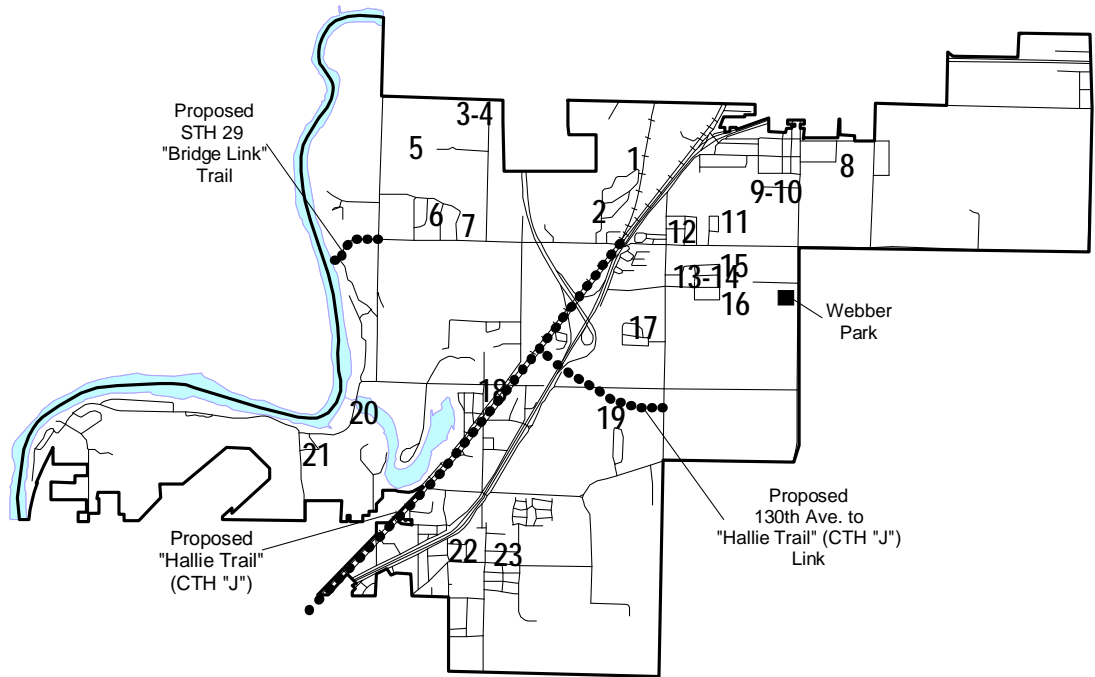 Proposed
STH 29
"Bridge Link"
Trail
3-4
5
1
8
9-10
6
7
2
12
11
15
13-14
16
Webber
Park
17
18
19
20
21
Proposed
"Hallie Trail"
(CTH "J")
22
23
Proposed
130th Ave. to
"Hallie Trail" (CTH "J")
Link